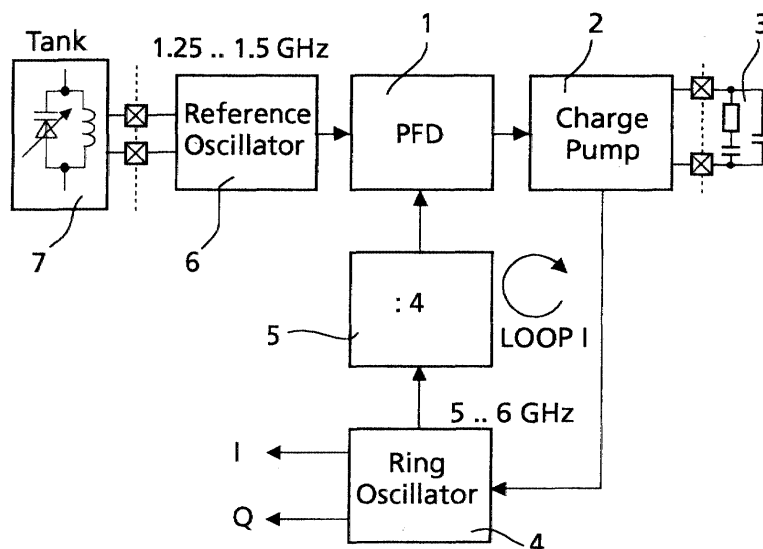 Tank
1.25 .. 1.5 GHz
1
2
3
Reference
Oscillator
PFD
Charge
Pump
7
6
: 4
5
LOOP I
5 .. 6 GHz
I
Ring
Oscillator
Q
4